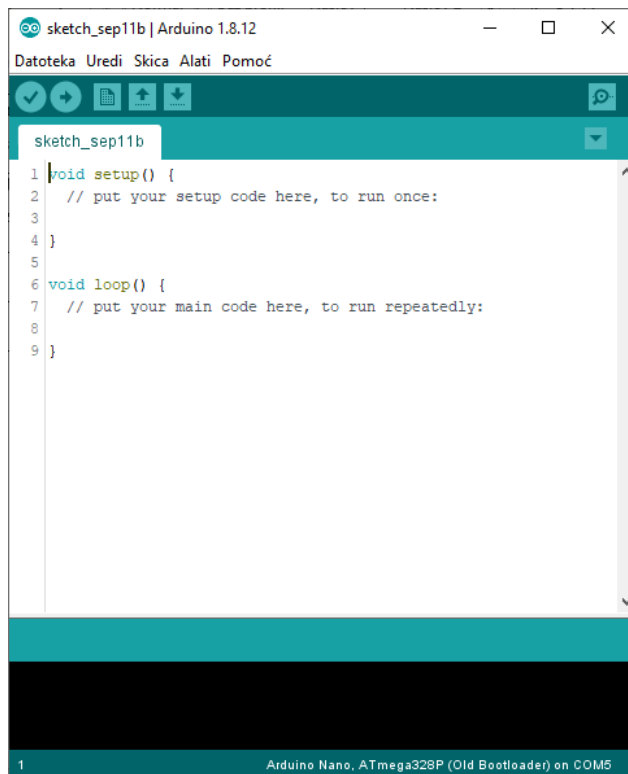 sketch_sep11b | Arduino 1.8.12
Datoteka Uredi Skica Alati Pomoć
sketch_sep11b
1 void setup() {
2   // put your setup code here, to run once:
3
4 }
5
6 void loop() {
7   // put your main code here, to run repeatedly:
8
9 }
1 Arduino Nano, ATmega328P (Old Bootloader) on COM5